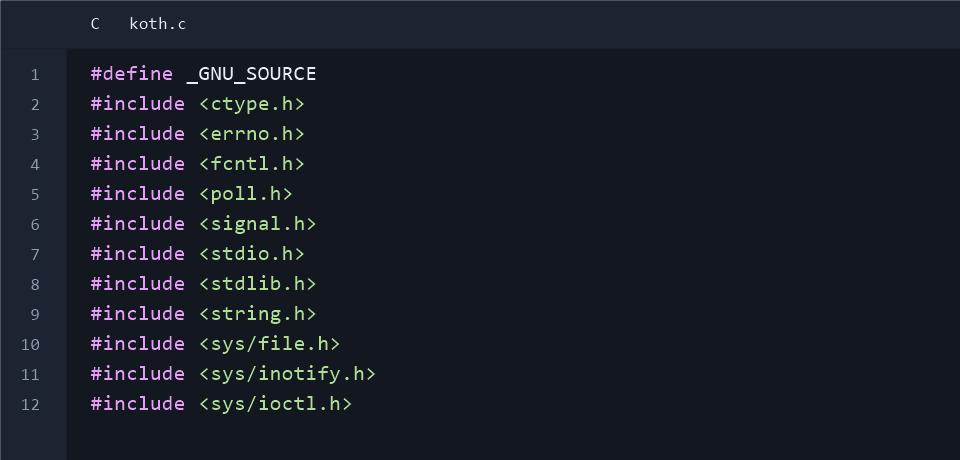 C koth.c
1 #define _GNU_SOURCE
2 #include <ctype.h>
3 #include <errno.h>
4 #include <fcntl.h>
5 #include <poll.h>
6 #include <signal.h>
7 #include <stdio.h>
8 #include <stdlib.h>
9 #include <string.h>
10 #include <sys/file.h>
11 #include <sys/inotify.h>
12 #include <sys/ioctl.h>